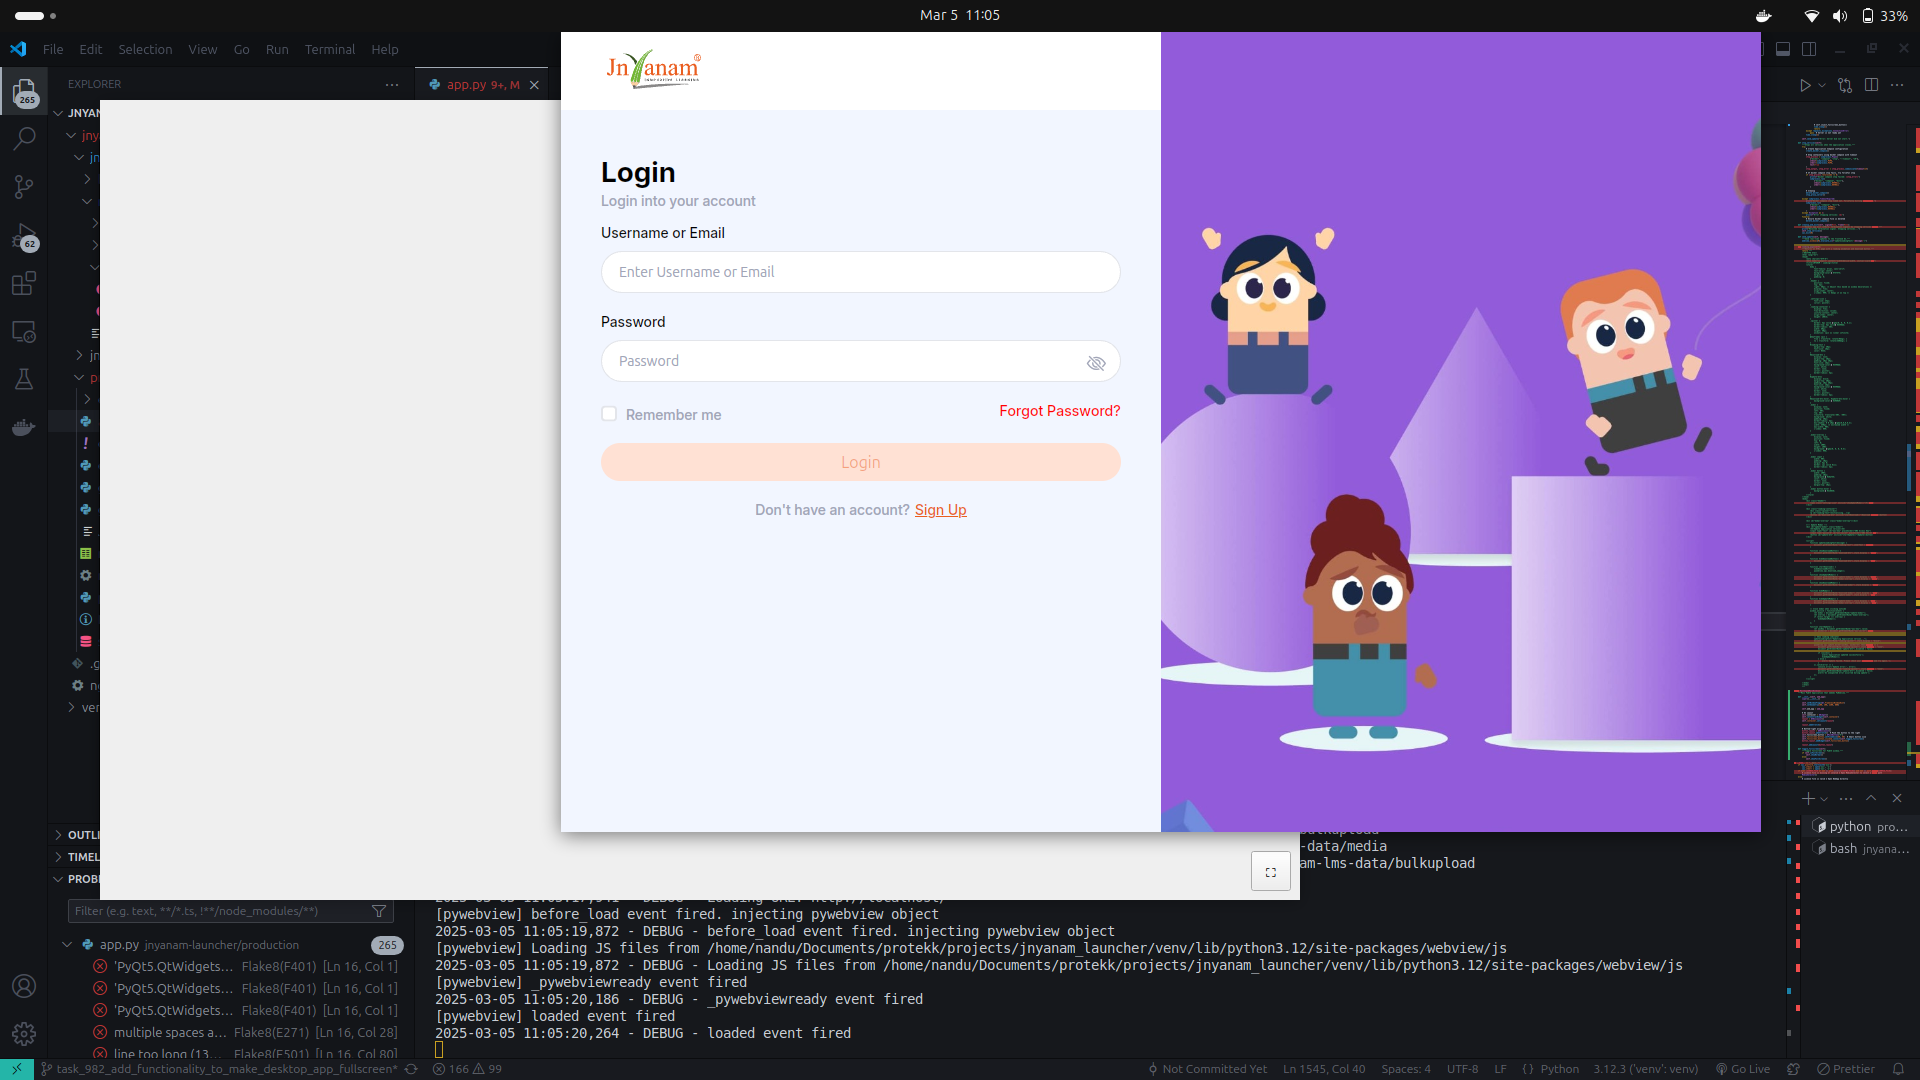 Mar 5 11:05
33%
File Edit Selection View Go Run Terminal Help
EXPLORER
265
app.py 9+, M
JNYAN
jny
jn
62
jn
p
.g
ver
JnYanam®
Innovative Learning
Login
Login into your account
Username or Email
Enter Username or Email
Password
Password
Remember me
Forgot Password?
Login
Don't have an account? Sign Up
OUTLI
TIMEL
PROBL
Filter (e.g. text, **/*.ts, !**/node_modules/**)
app.py jnyanam-launcher/production 265
'PyQt5.QtWidgets... Flake8(F401) [Ln 16, Col 1]
'PyQt5.QtWidgets... Flake8(F401) [Ln 16, Col 1]
'PyQt5.QtWidgets... Flake8(F401) [Ln 16, Col 1]
multiple spaces a... Flake8(E271) [Ln 16, Col 28]
line too long (13... Flake8(E501) [Ln 16, Col 80]
-data/media
am-lms-data/bulkupload
[pywebview] before_load event fired. injecting pywebview object
2025-03-05 11:05:19,872 - DEBUG - before_load event fired. injecting pywebview object
[pywebview] Loading JS files from /home/nandu/Documents/protekk/projects/jnyanam_launcher/venv/lib/python3.12/site-packages/webview/js
2025-03-05 11:05:19,872 - DEBUG - Loading JS files from /home/nandu/Documents/protekk/projects/jnyanam_launcher/venv/lib/python3.12/site-packages/webview/js
[pywebview] _pywebviewready event fired
2025-03-05 11:05:20,186 - DEBUG - _pywebviewready event fired
[pywebview] loaded event fired
2025-03-05 11:05:20,264 - DEBUG - loaded event fired
python pro...
bash jnyana...
task_982_add_functionality_to_make_desktop_app_fullscreen* 166 99
Not Committed Yet Ln 1545, Col 40 Spaces: 4 UTF-8 LF { } Python 3.12.3 ('venv': venv) Go Live Prettier